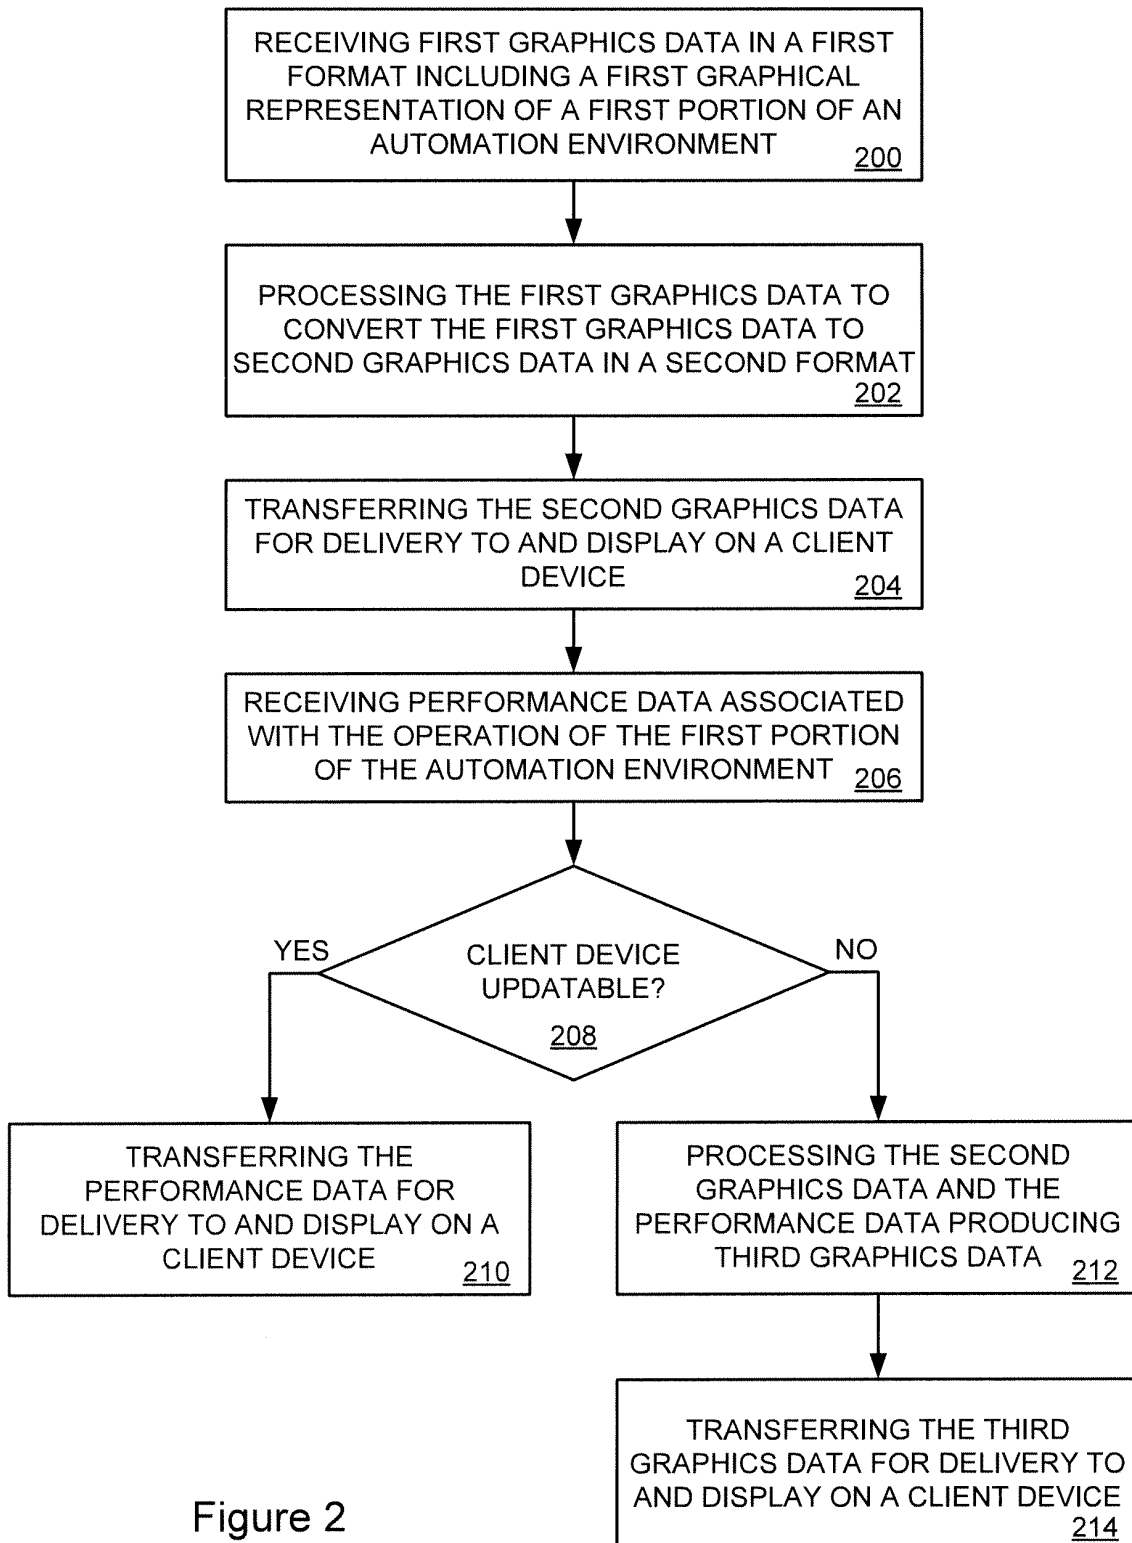 RECEIVING FIRST GRAPHICS DATA IN A FIRST
FORMAT INCLUDING A FIRST GRAPHICAL
REPRESENTATION OF A FIRST PORTION OF AN
AUTOMATION ENVIRONMENT
200
PROCESSING THE FIRST GRAPHICS DATA TO
CONVERT THE FIRST GRAPHICS DATA TO
SECOND GRAPHICS DATA IN A SECOND FORMAT
202
TRANSFERRING THE SECOND GRAPHICS DATA
FOR DELIVERY TO AND DISPLAY ON A CLIENT
DEVICE
204
RECEIVING PERFORMANCE DATA ASSOCIATED
WITH THE OPERATION OF THE FIRST PORTION
OF THE AUTOMATION ENVIRONMENT
206
YES
CLIENT DEVICE
UPDATABLE?
208
NO
TRANSFERRING THE
PERFORMANCE DATA FOR
DELIVERY TO AND DISPLAY ON A
CLIENT DEVICE
210
PROCESSING THE SECOND
GRAPHICS DATA AND THE
PERFORMANCE DATA PRODUCING
THIRD GRAPHICS DATA
212
TRANSFERRING THE THIRD
GRAPHICS DATA FOR DELIVERY TO
AND DISPLAY ON A CLIENT DEVICE
214
Figure 2